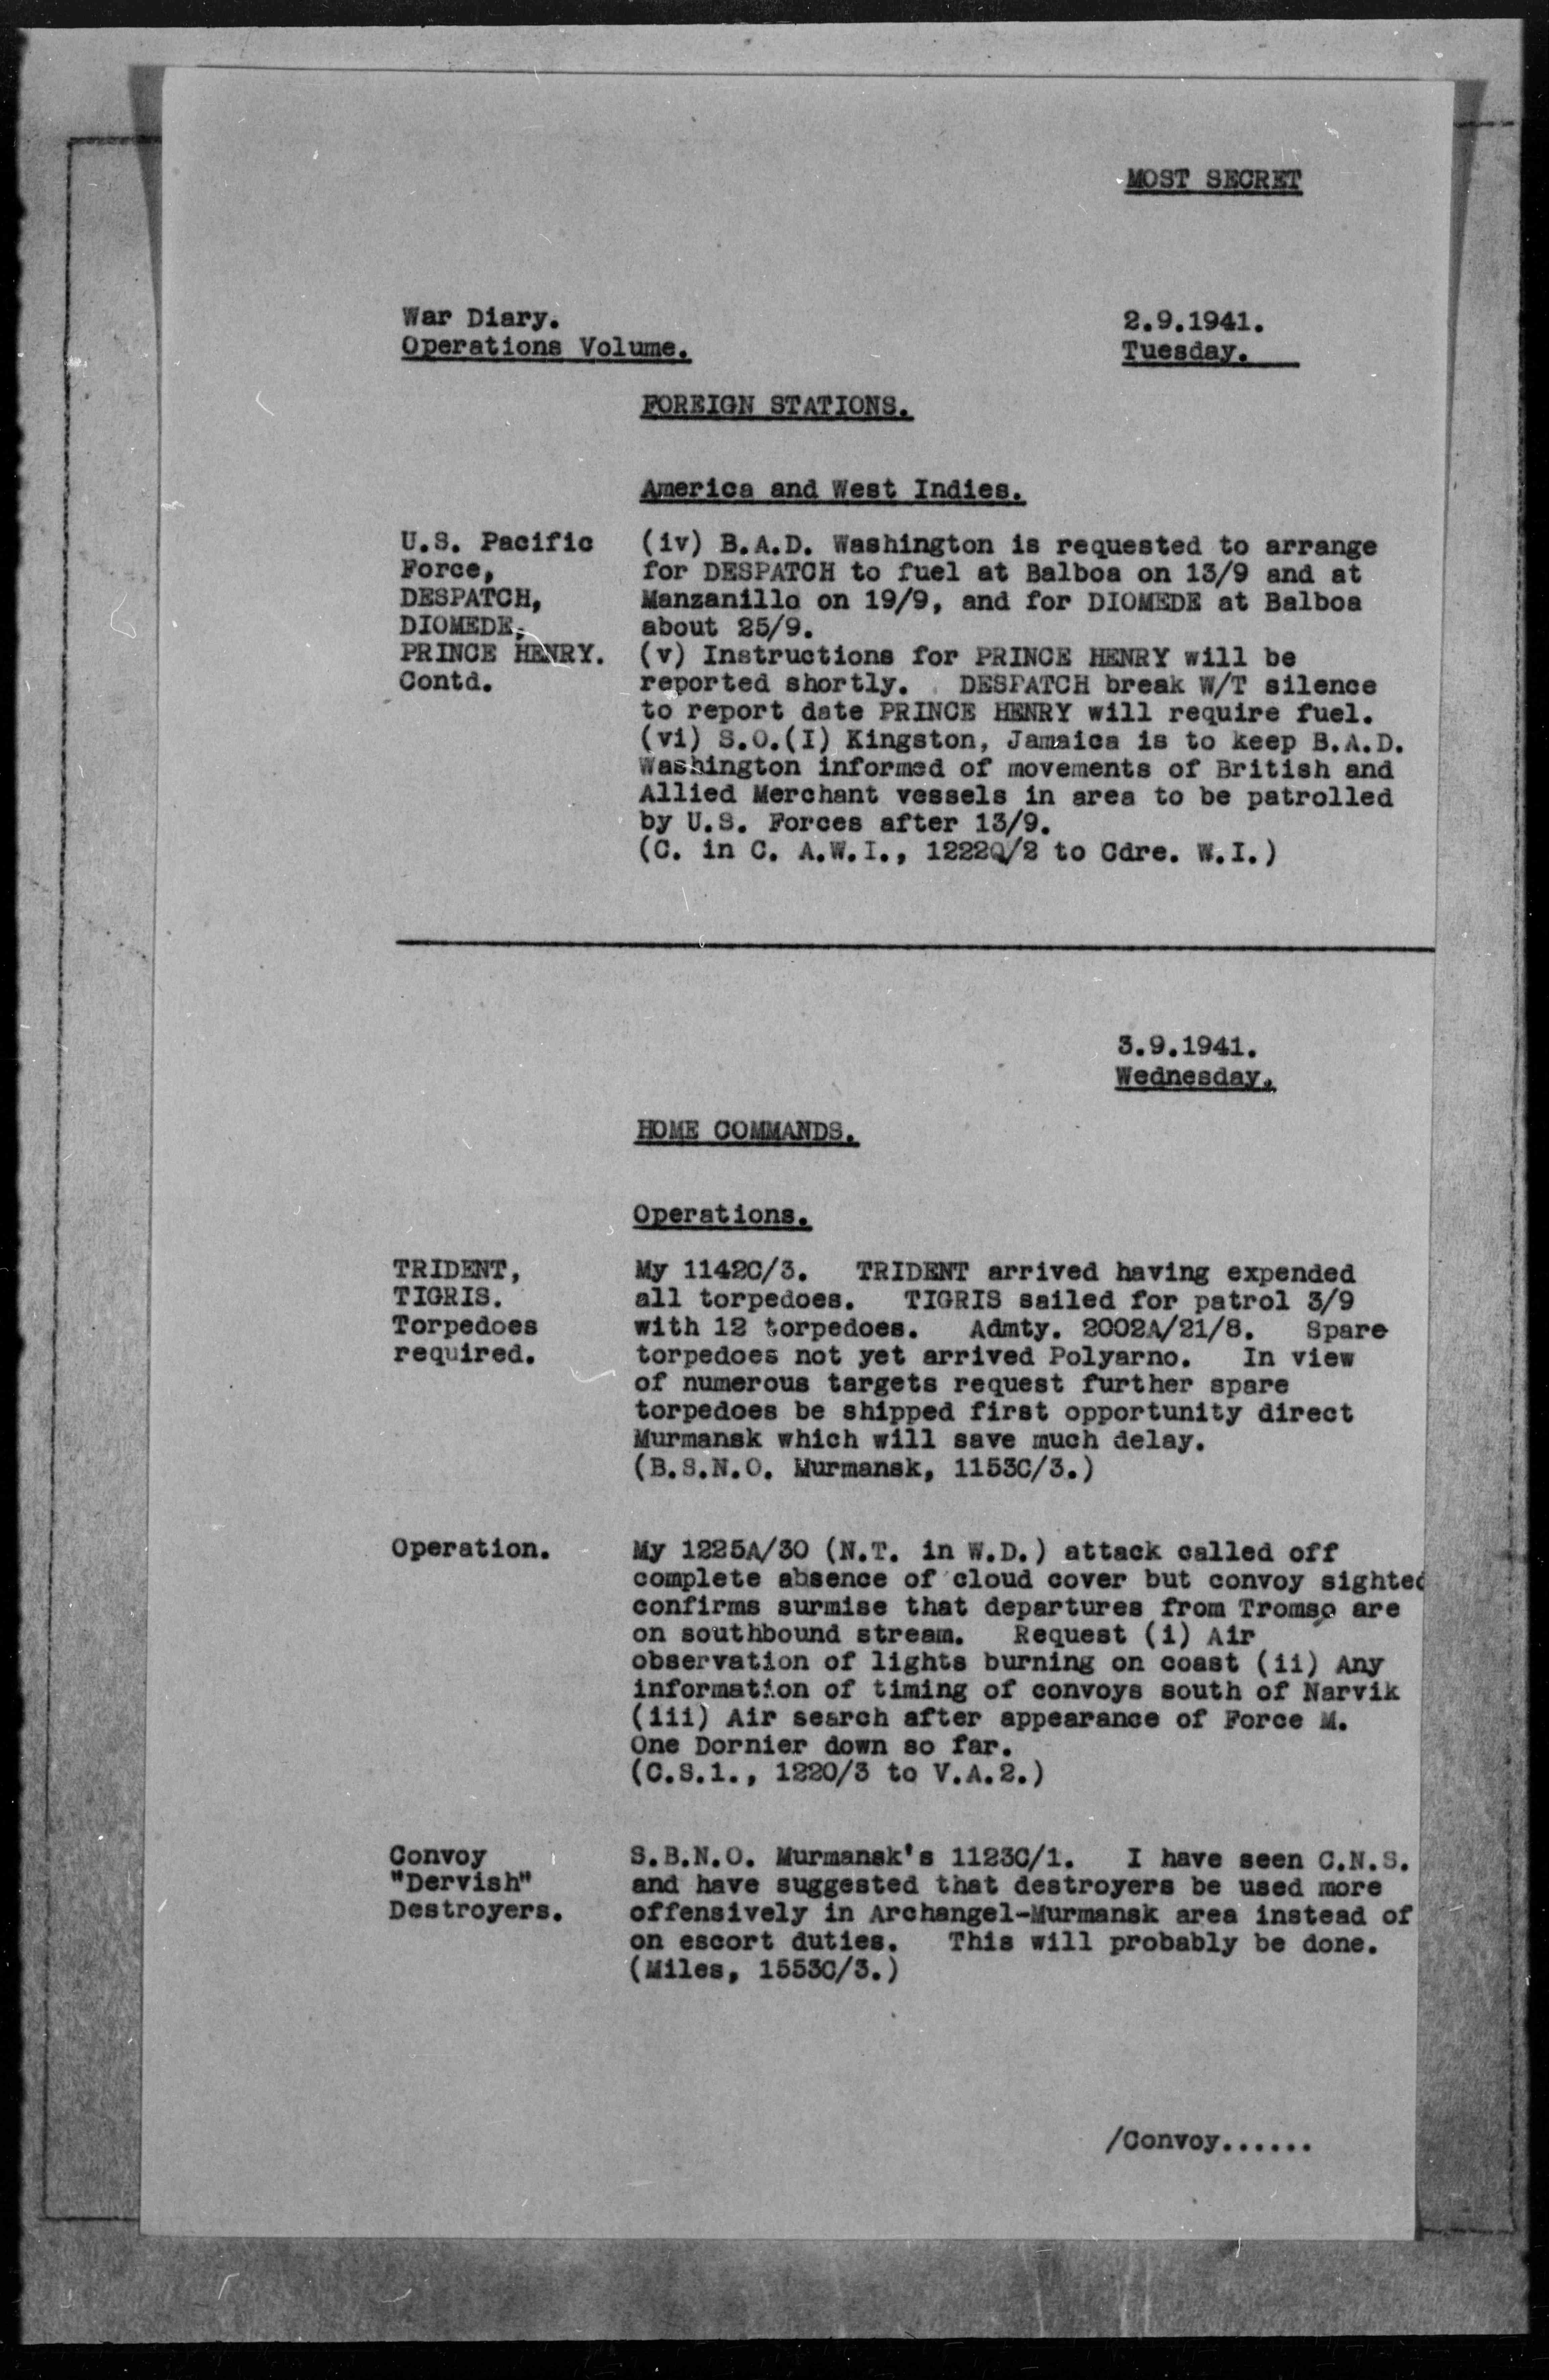 MOST SECRET
War Diary.
Operations Volume.
2.9.1941.
Tuesday.
FOREIGN STATIONS.
America and West Indies.
U.S. Pacific
Force,
DESPATCH,
DIOMEDE,
PRINCE HENRY.
Contd.
(iv) B.A.D. Washington is requested to arrange
for DESPATCH to fuel at Balboa on 13/9 and at
Manzanillo on 19/9, and for DIOMEDE at Balboa
about 25/9.
(v) Instructions for PRINCE HENRY will be
reported shortly. DESPATCH break W/T silence
to report date PRINCE HENRY will require fuel.
(vi) S.O.(I) Kingston, Jamaica is to keep B.A.D.
Washington informed of movements of British and
Allied Merchant vessels in area to be patrolled
by U.S. Forces after 13/9.
(C. in C. A.W.I., 1222Q/2 to Cdre. W.I.)
3.9.1941.
Wednesday.
HOME COMMANDS.
Operations.
TRIDENT,
TIGRIS.
Torpedoes
required.
My 1142C/3. TRIDENT arrived having expended
all torpedoes. TIGRIS sailed for patrol 3/9
with 12 torpedoes. Admty. 2002A/21/8. Spare
torpedoes not yet arrived Polyarno. In view
of numerous targets request further spare
torpedoes be shipped first opportunity direct
Murmansk which will save much delay.
(B.S.N.O. Murmansk, 1153C/3.)
Operation.
My 1225A/30 (N.T. in W.D.) attack called off
complete absence of cloud cover but convoy sighted
confirms surmise that departures from Tromso are
on southbound stream. Request (i) Air
observation of lights burning on coast (ii) Any
information of timing of convoys south of Narvik
(iii) Air search after appearance of Force M.
One Dornier down so far.
(C.S.1., 1220/3 to V.A.2.)
Convoy
"Dervish"
Destroyers.
S.B.N.O. Murmansk's 1123C/1. I have seen C.N.S.
and have suggested that destroyers be used more
offensively in Archangel-Murmansk area instead of
on escort duties. This will probably be done.
(Miles, 1553C/3.)
/Convoy......